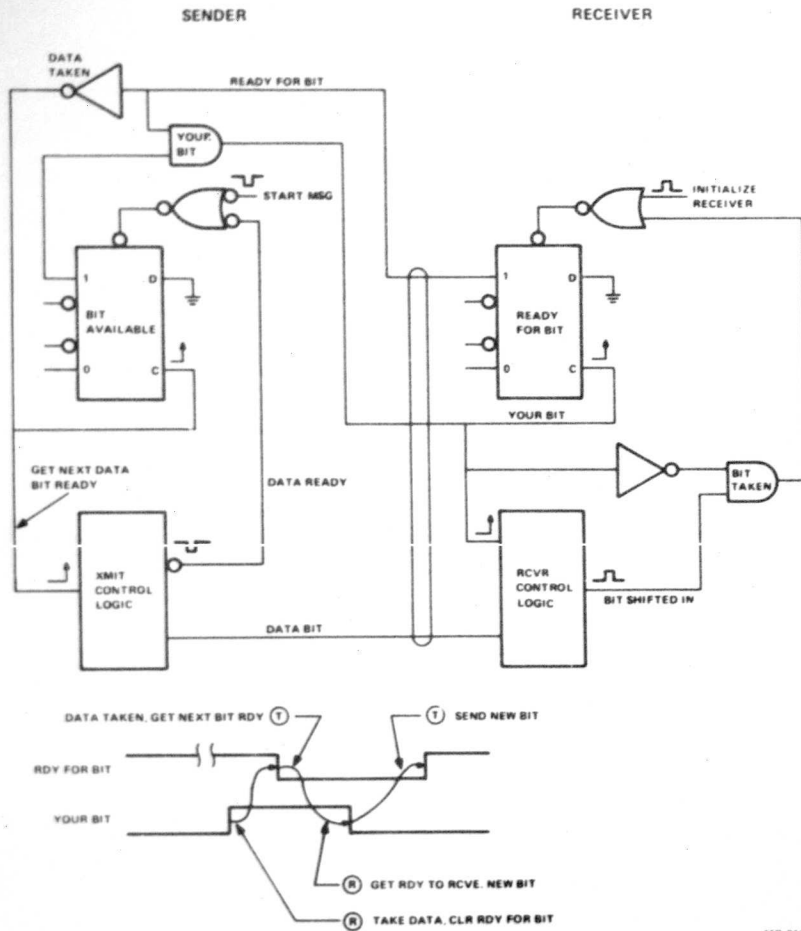 SENDER
RECEIVER
DATA
TAKEN
READY FOR BIT
YOUR
BIT
START MSG
INITIALIZE
RECEIVER
1 D
BIT
AVAILABLE
0 C
1 D
READY
FOR BIT
0 C
YOUR BIT
GET NEXT DATA
BIT READY
DATA READY
BIT
TAKEN
XMIT
CONTROL
LOGIC
RCVR
CONTROL
LOGIC
BIT SHIFTED IN
DATA BIT
DATA TAKEN, GET NEXT BIT RDY T
T SEND NEW BIT
RDY FOR BIT
YOUR BIT
R GET RDY TO RCVE. NEW BIT
R TAKE DATA, CLR RDY FOR BIT